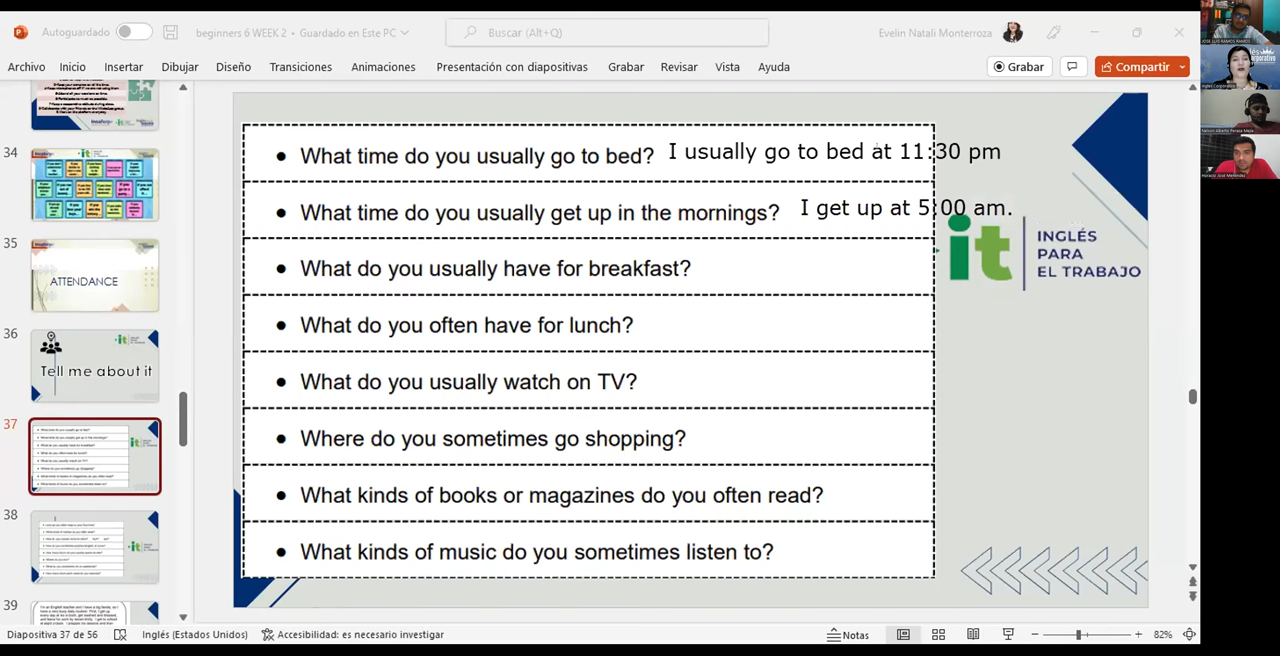 Autoguardado
beginners 6 WEEK 2 • Guardado en Este PC
Buscar (Alt+Q)
Evelin Natali Monterroza
Archivo Inicio Insertar Dibujar Diseño Transiciones Animaciones Presentación con diapositivas Grabar Revisar Vista Ayuda
Grabar
Compartir
34
35
ATTENDANCE
36
Tell me about it
37
38
39
• What time do you usually go to bed? I usually go to bed at 11:30 pm
• What time do you usually get up in the mornings? I get up at 5:00 am.
• What do you usually have for breakfast?
• What do you often have for lunch?
• What do you usually watch on TV?
• Where do you sometimes go shopping?
• What kinds of books or magazines do you often read?
• What kinds of music do you sometimes listen to?
it
INGLÉS
PARA
EL TRABAJO
Diapositiva 37 de 56
Inglés (Estados Unidos)
Accesibilidad: es necesario investigar
Notas
82%